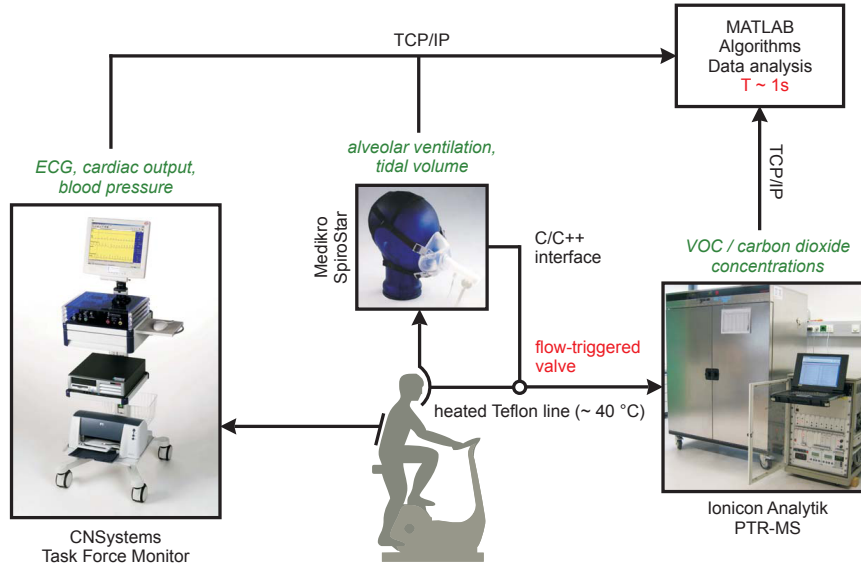 TCP/IP
MATLAB
Algorithms
Data analysis
T ~ 1s
ECG, cardiac output,
blood pressure
alveolar ventilation,
tidal volume
TCP/IP
Medikro
SpiroStar
C/C++
interface
VOC / carbon dioxide
concentrations
flow-triggered
valve
heated Teflon line (~ 40 °C)
CNSystems
Task Force Monitor
Ionicon Analytik
PTR-MS